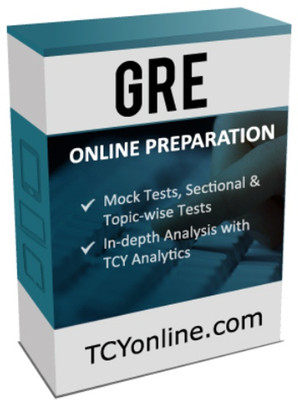 GRE
ONLINE PREPARATION
✓ Mock Tests, Sectional &
Topic-wise Tests
✓ In-depth Analysis with
TCY Analytics
TCYonline.com